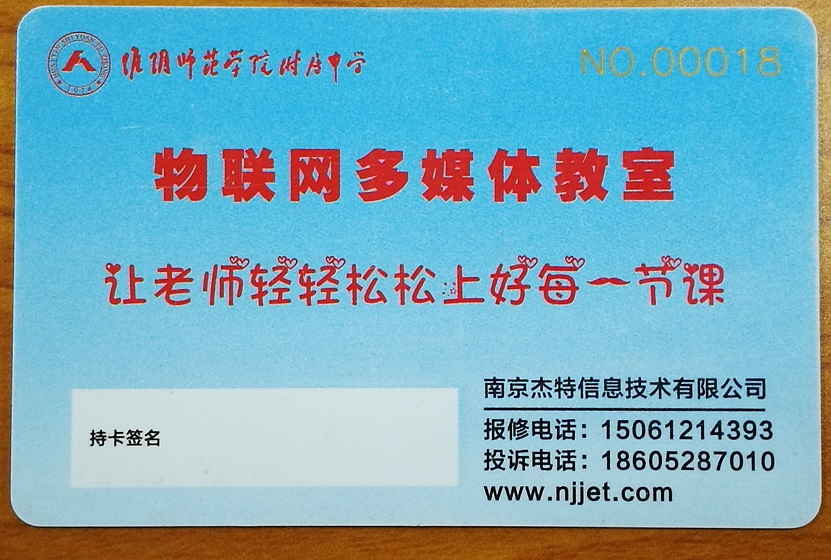 淮阴师范学院附属中学
NO.00018
物联网多媒体教室
让老师轻轻松松上好每一节课
持卡签名
南京杰特信息技术有限公司
报修电话：15061214393
投诉电话：18605287010
www.njjet.com